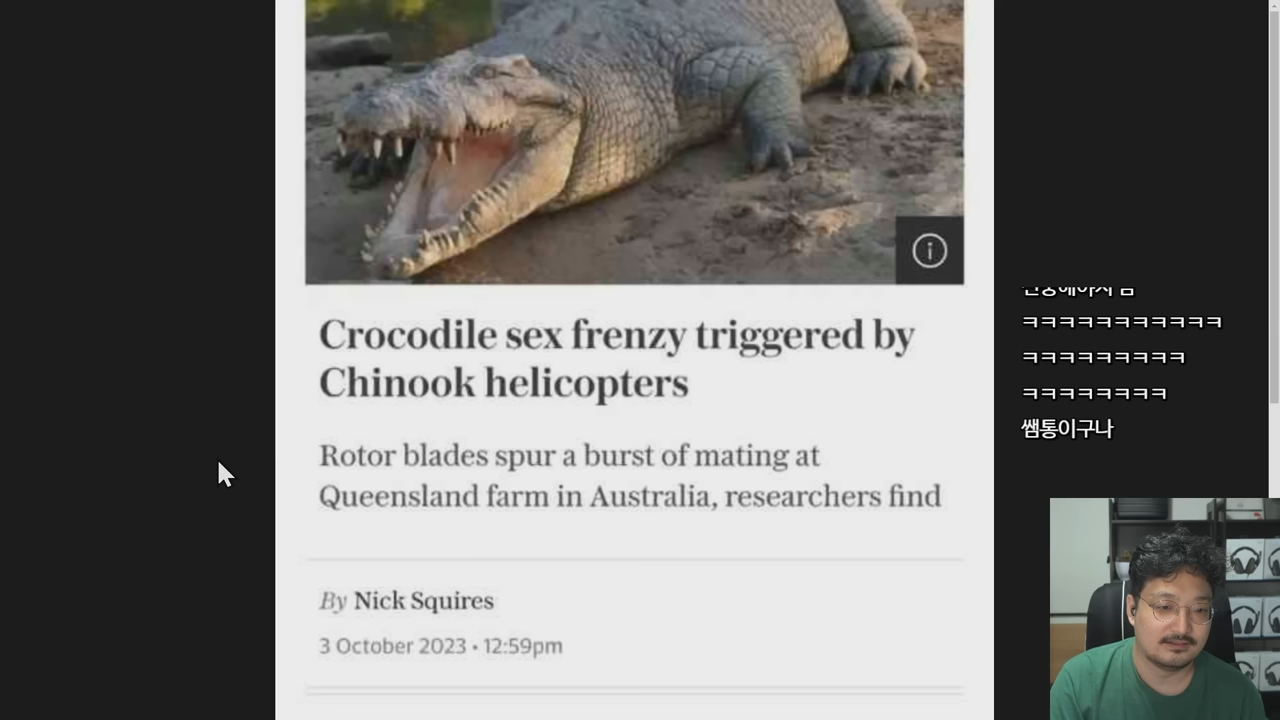 Crocodile sex frenzy triggered by
Chinook helicopters
Rotor blades spur a burst of mating at
Queensland farm in Australia, researchers find
By Nick Squires
3 October 2023 • 12:59pm
ㅋㅋㅋㅋㅋㅋㅋㅋㅋㅋㅋ
ㅋㅋㅋㅋㅋㅋㅋㅋㅋ
ㅋㅋㅋㅋㅋㅋㅋㅋ
쌤통이구나